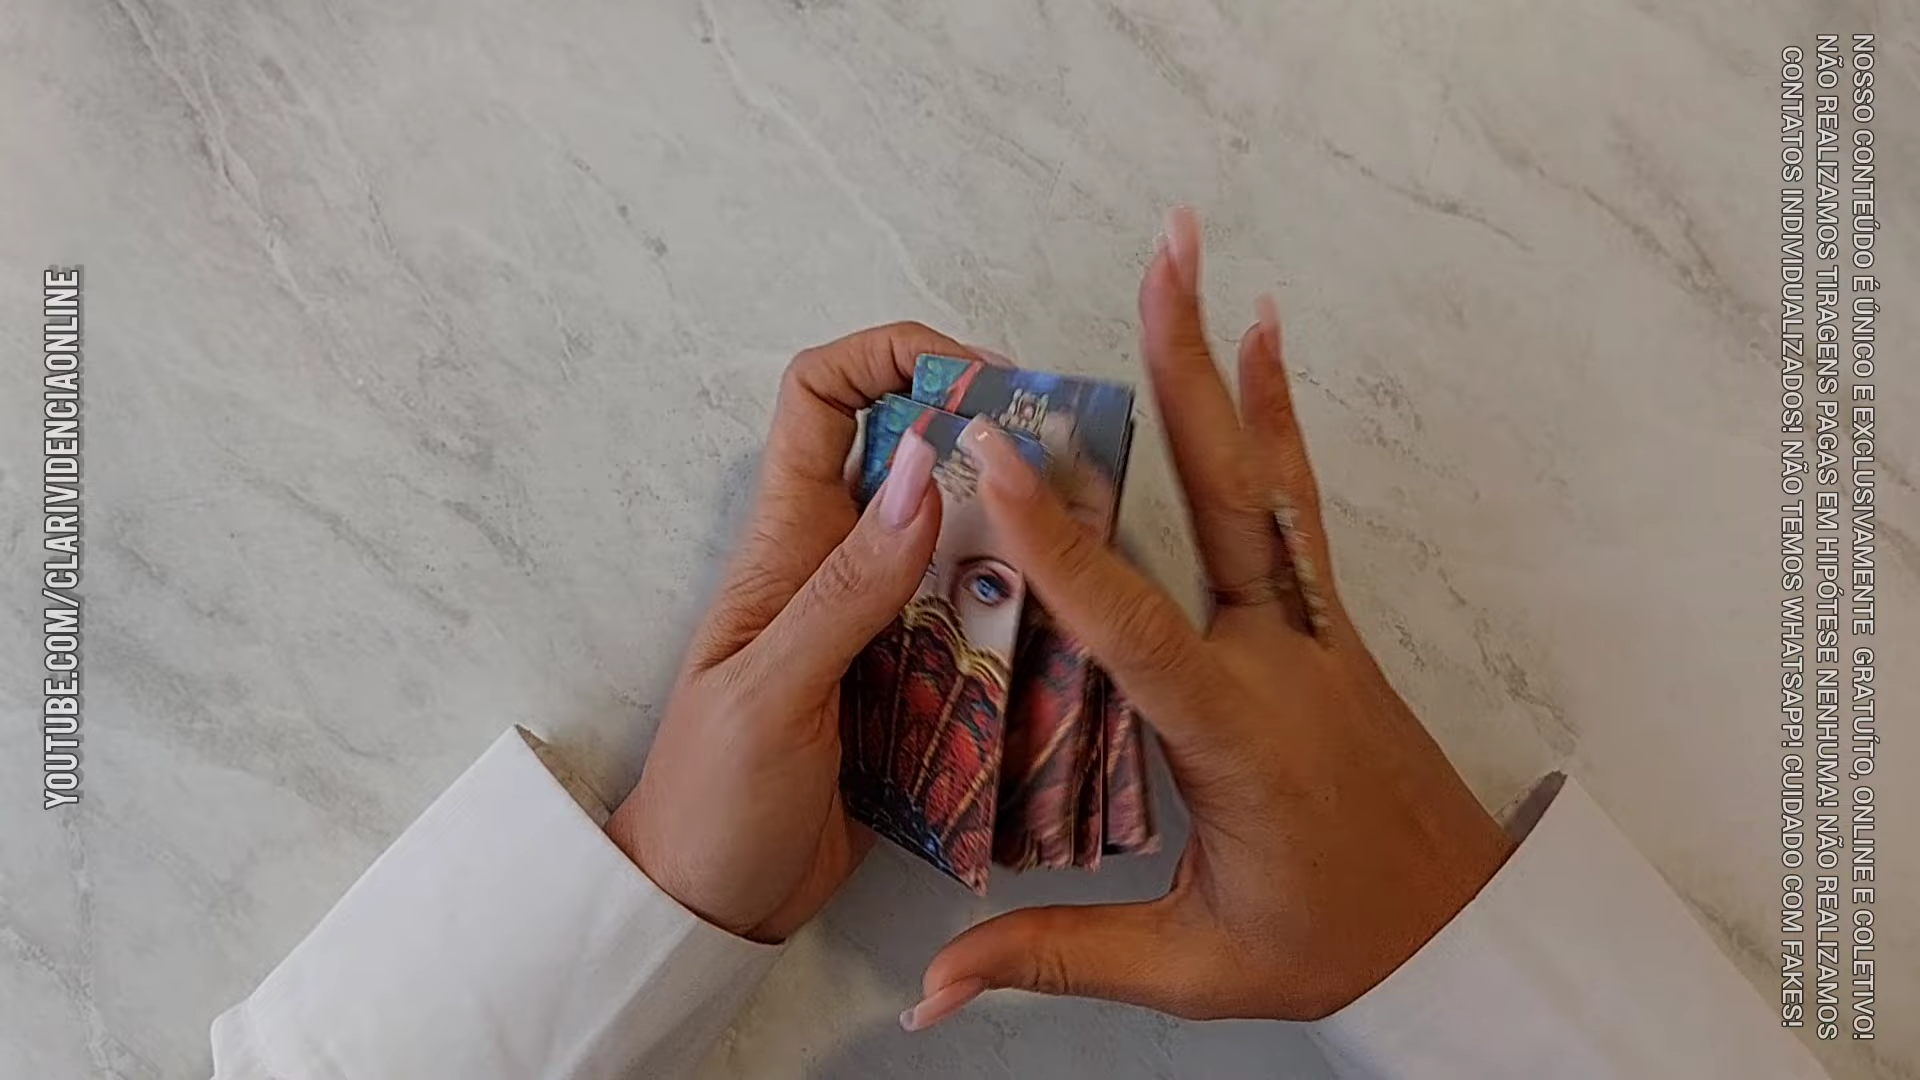 YOUTUBE.COM/CLARIVIDENCIAONLINE
NOSSO CONTEÚDO É ÚNICO E EXCLUSIVAMENTE GRATUÍTO, ONLINE E COLETIVO!
NÃO REALIZAMOS TIRAGENS PAGAS EM HIPÓTESE NENHUMA! NÃO REALIZAMOS
CONTATOS INDIVIDUALIZADOS! NÃO TEMOS WHATSAPP! CUIDADO COM FAKES!